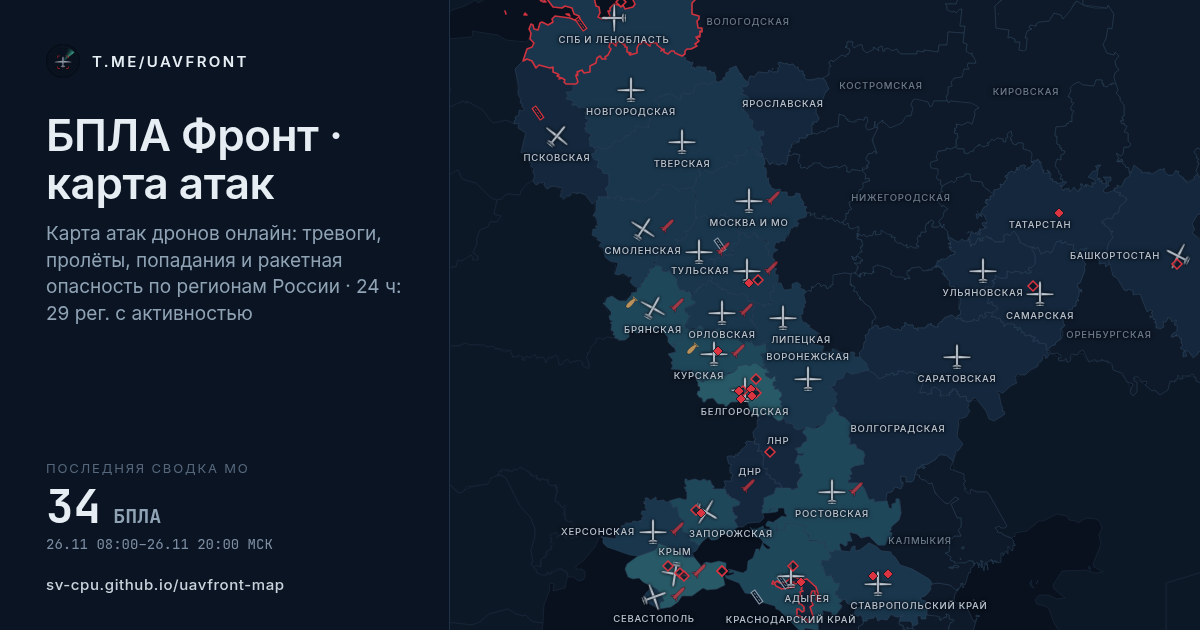 T.ME/UAVFRONT
БПЛА Фронт ·
карта атак
Карта атак дронов онлайн: тревоги,
пролёты, попадания и ракетная
опасность по регионам России · 24 ч:
29 рег. с активностью
ПОСЛЕДНЯЯ СВОДКА МО
34 БПЛА
26.11 08:00–26.11 20:00 МСК
sv-cpu.github.io/uavfront-map
ВОЛОГОДСКАЯ
СПБ И ЛЕНОБЛАСТЬ
КОСТРОМСКАЯ
КИРОВСКАЯ
ЯРОСЛАВСКАЯ
НОВГОРОДСКАЯ
ПСКОВСКАЯ
ТВЕРСКАЯ
НИЖЕГОРОДСКАЯ
МОСКВА И МО
ТАТАРСТАН
СМОЛЕНСКАЯ
БАШКОРТОСТАН
ТУЛЬСКАЯ
УЛЬЯНОВСКАЯ
САМАРСКАЯ
БРЯНСКАЯ
ОРЛОВСКАЯ
ЛИПЕЦКАЯ
ОРЕНБУРГСКАЯ
ВОРОНЕЖСКАЯ
КУРСКАЯ
САРАТОВСКАЯ
БЕЛГОРОДСКАЯ
ВОЛГОГРАДСКАЯ
ЛНР
ДНР
РОСТОВСКАЯ
ХЕРСОНСКАЯ
ЗАПОРОЖСКАЯ
КАЛМЫКИЯ
КРЫМ
АДЫГЕЯ
СТАВРОПОЛЬСКИЙ КРАЙ
СЕВАСТОПОЛЬ
КРАСНОДАРСКИЙ КРАЙ